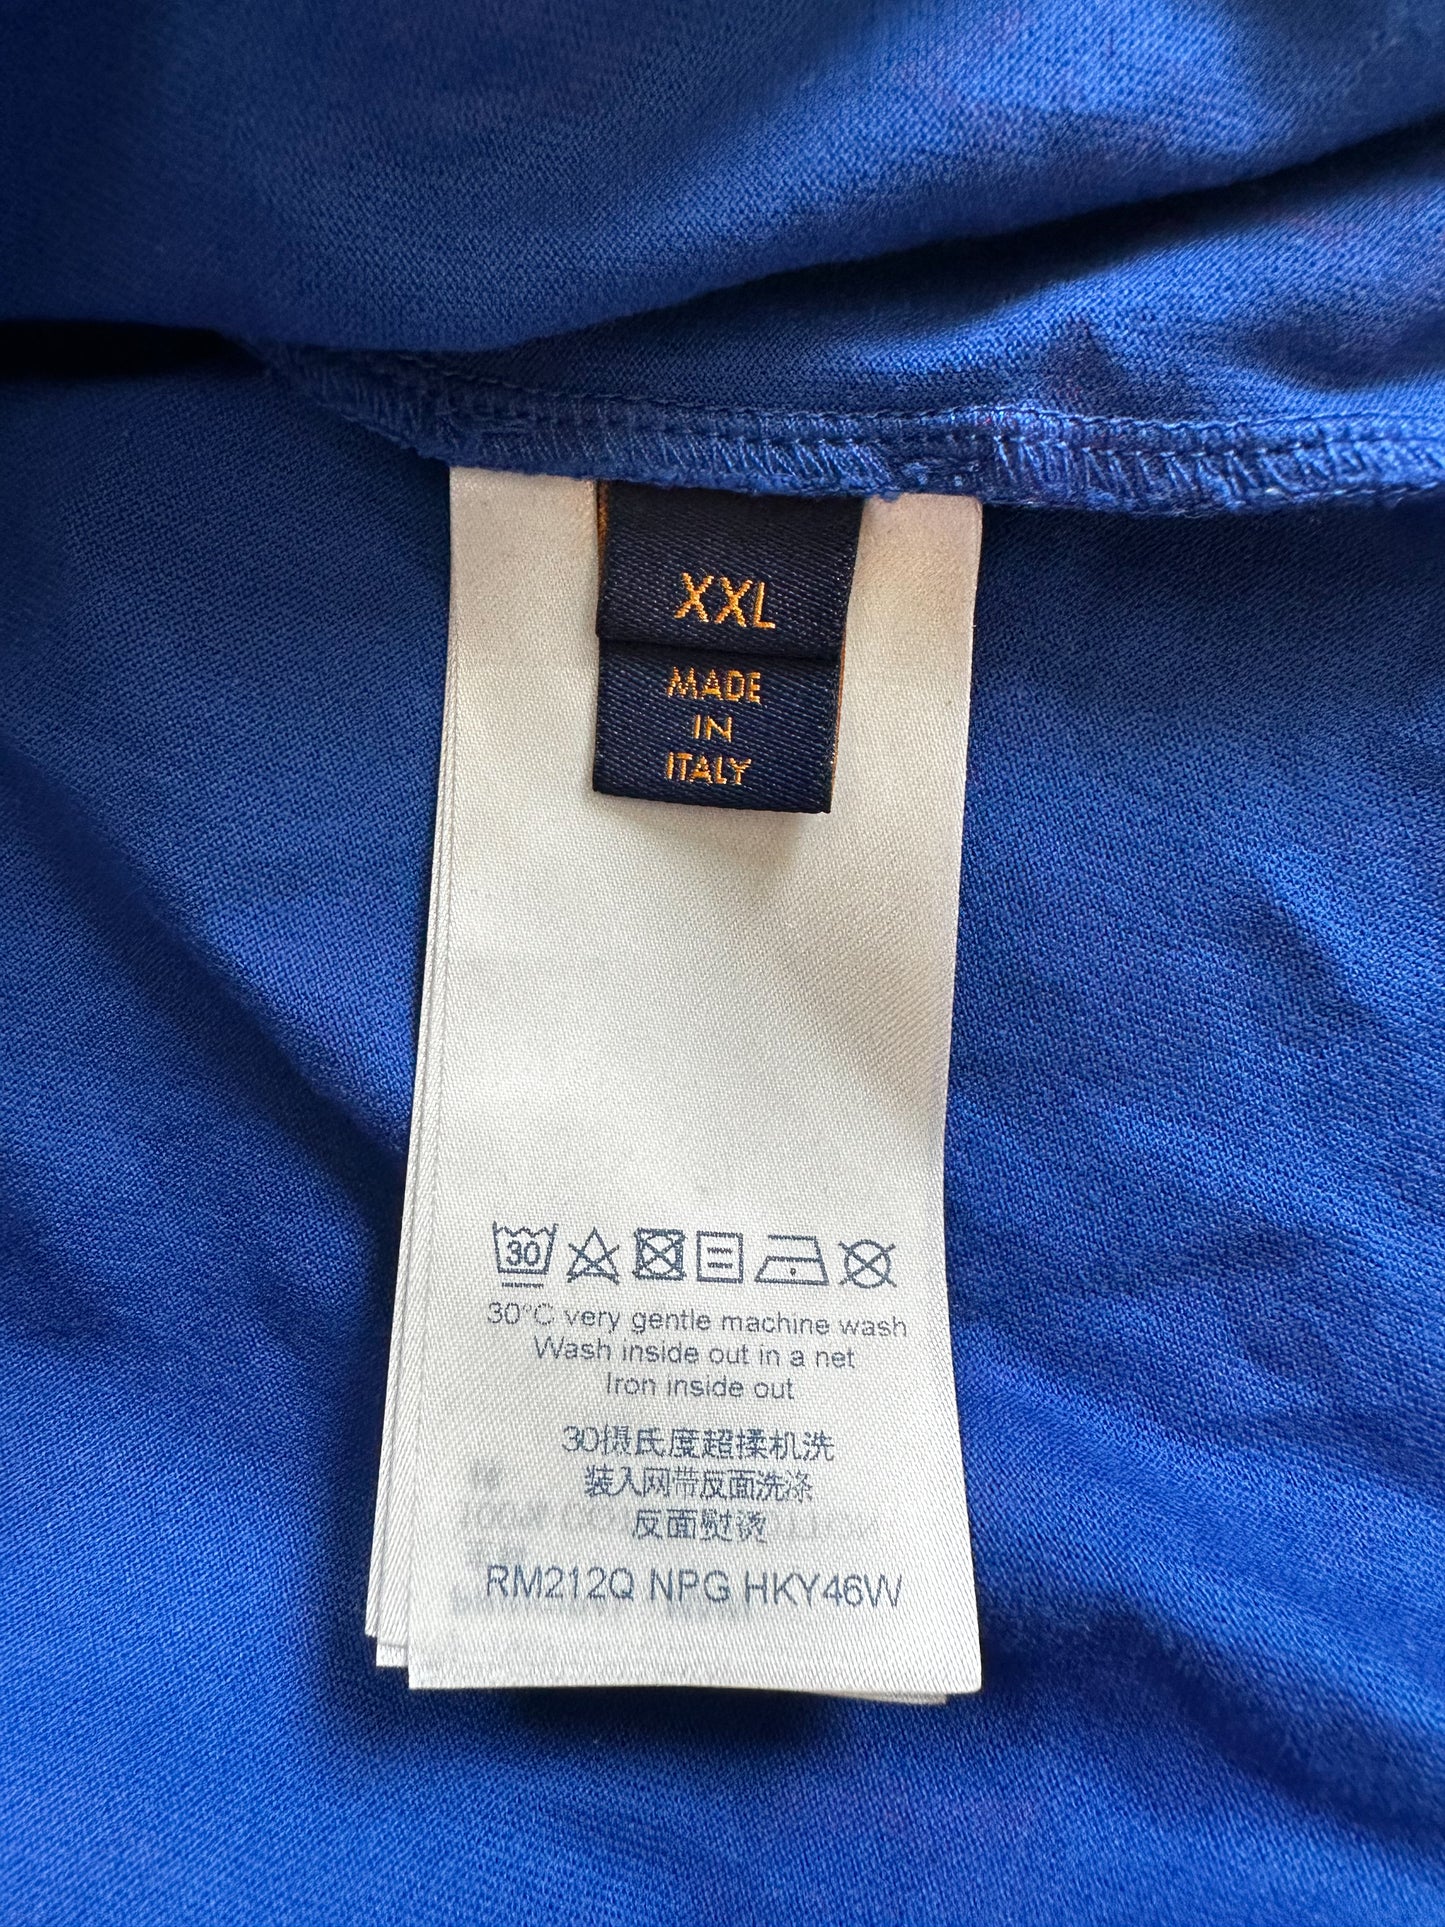 XXL
MADE
IN
ITALY
30
30°C very gentle machine wash
Wash inside out in a net
Iron inside out
30摄氏度超揉机洗
装入网带反面洗涤
反面熨烫
RM212Q NPG HKY46W